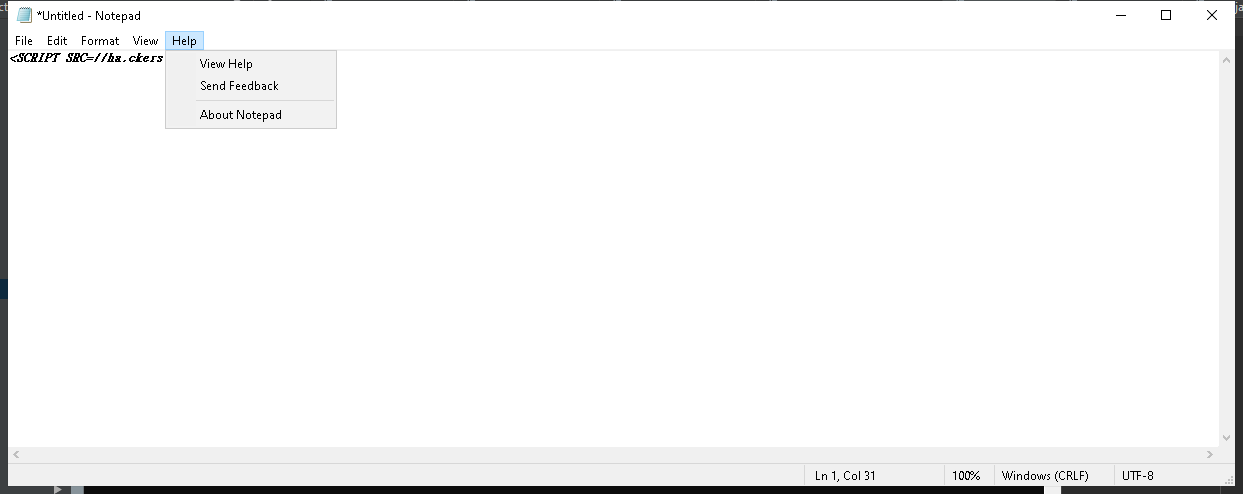 *Untitled - Notepad
File Edit Format View Help
<SCRIPT SRC=//ha.ckers
View Help
Send Feedback
About Notepad
Ln 1, Col 31 100% Windows (CRLF) UTF-8